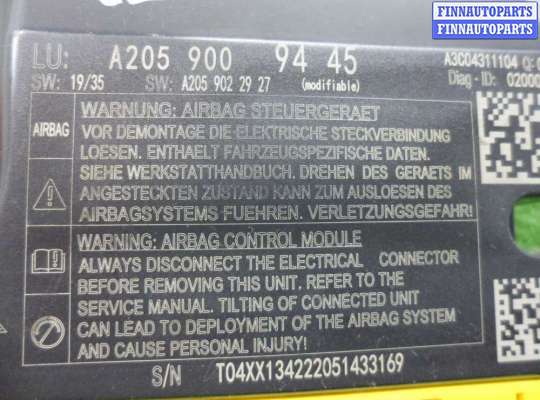 FINNAUTOPARTS.RU
FINNAUTOPARTS.BY
LU: A205 900 94 45 A3C04311104
SW: 19/35 SW: A205 902 29 27 (modifiable) Diag.-ID: 0200
WARNUNG: AIRBAG STEUERGERAET
AIRBAG
VOR DEMONTAGE DIE ELEKTRISCHE STECKVERBINDUNG
LOESEN. ENTHAELT FAHRZEUGSPEZIFISCHE DATEN.
SIEHE WERKSTATTHANDBUCH. DREHEN DES GERAETS IM
ANGESTECKTEN ZUSTAND KANN ZUM AUSLOESEN DES
AIRBAGSYSTEMS FUEHREN. VERLETZUNGSGEFAHR!
WARNING: AIRBAG CONTROL MODULE
ALWAYS DISCONNECT THE ELECTRICAL CONNECTOR
BEFORE REMOVING THIS UNIT. REFER TO THE
SERVICE MANUAL. TILTING OF CONNECTED UNIT
CAN LEAD TO DEPLOYMENT OF THE AIRBAG SYSTEM
AND CAUSE PERSONAL INJURY!
S/N T04XX134222051433169